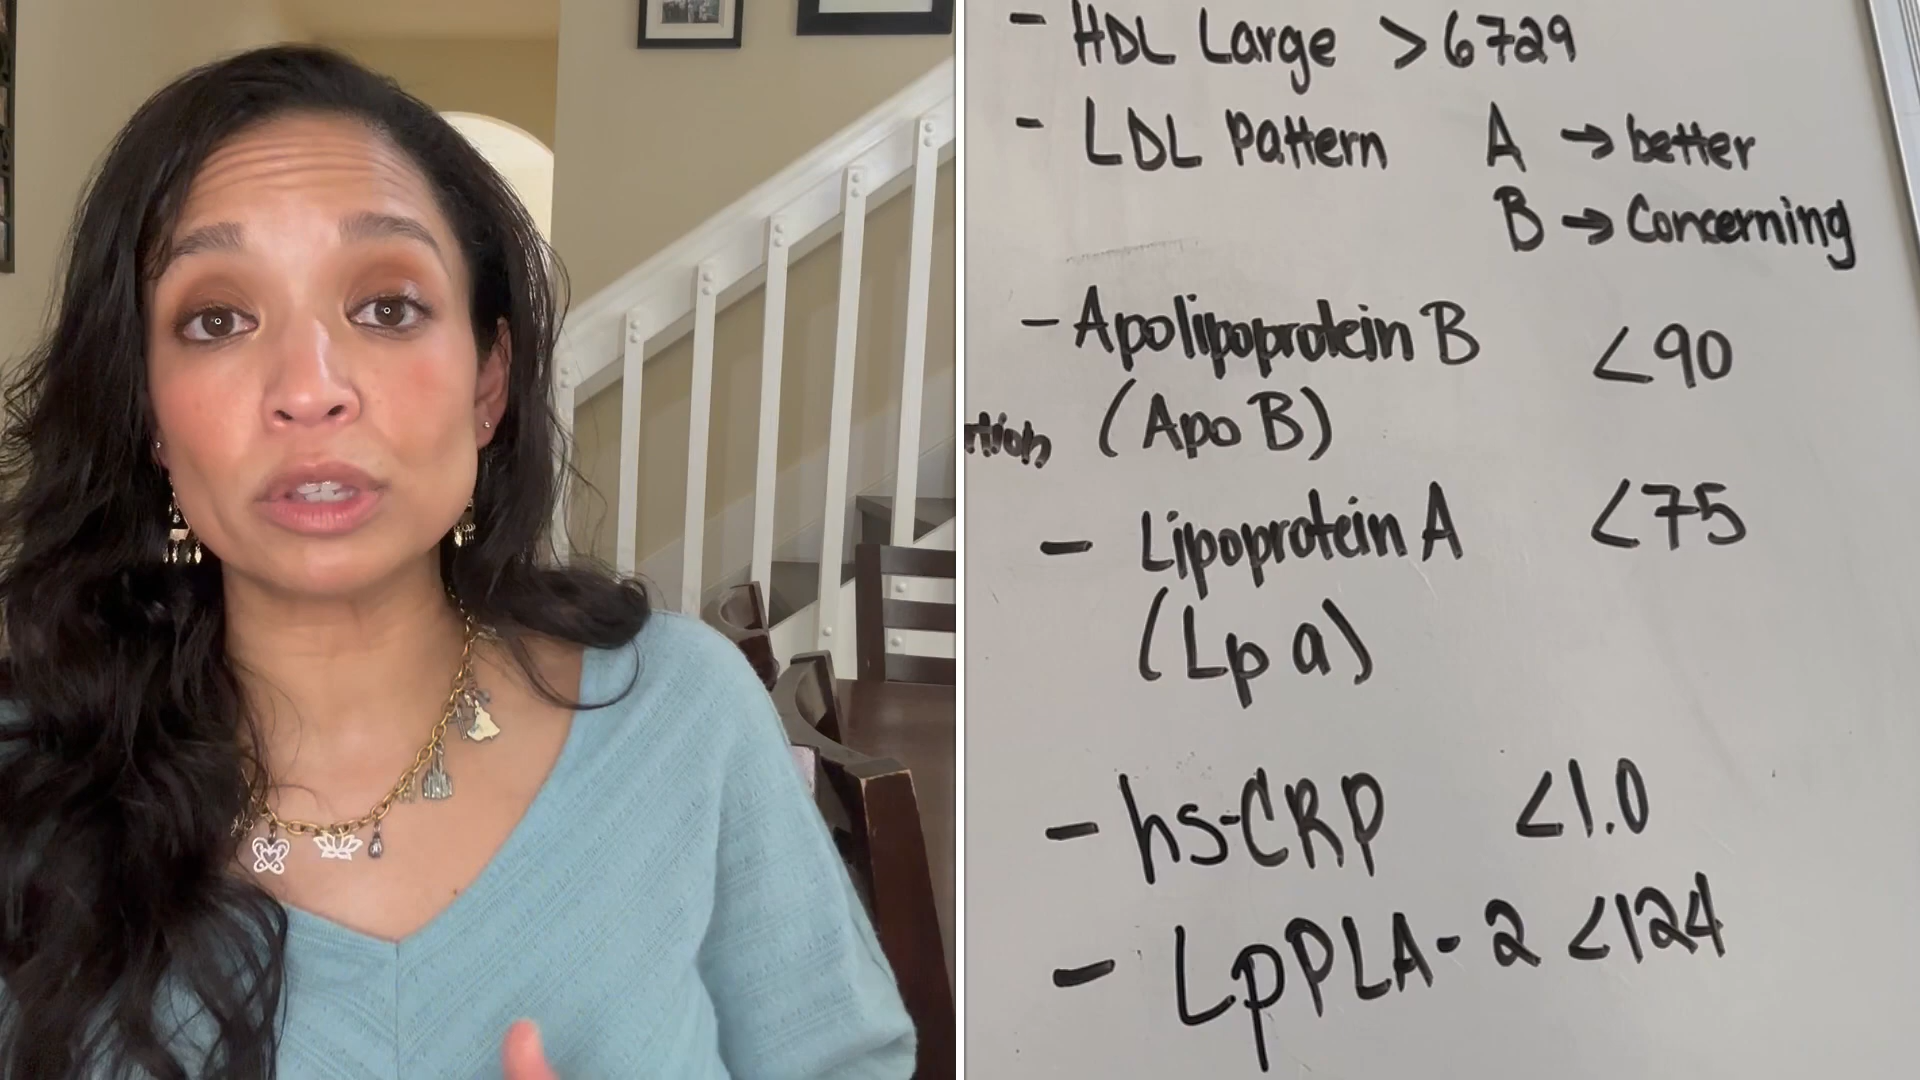 - HDL Large >6729
- LDL Pattern A → better
B → Concerning
- Apolipoprotein B <90
(Apo B)
- Lipoprotein A <75
(Lp a)
- hs-CRP <1.0
- LpPLA-2 <124